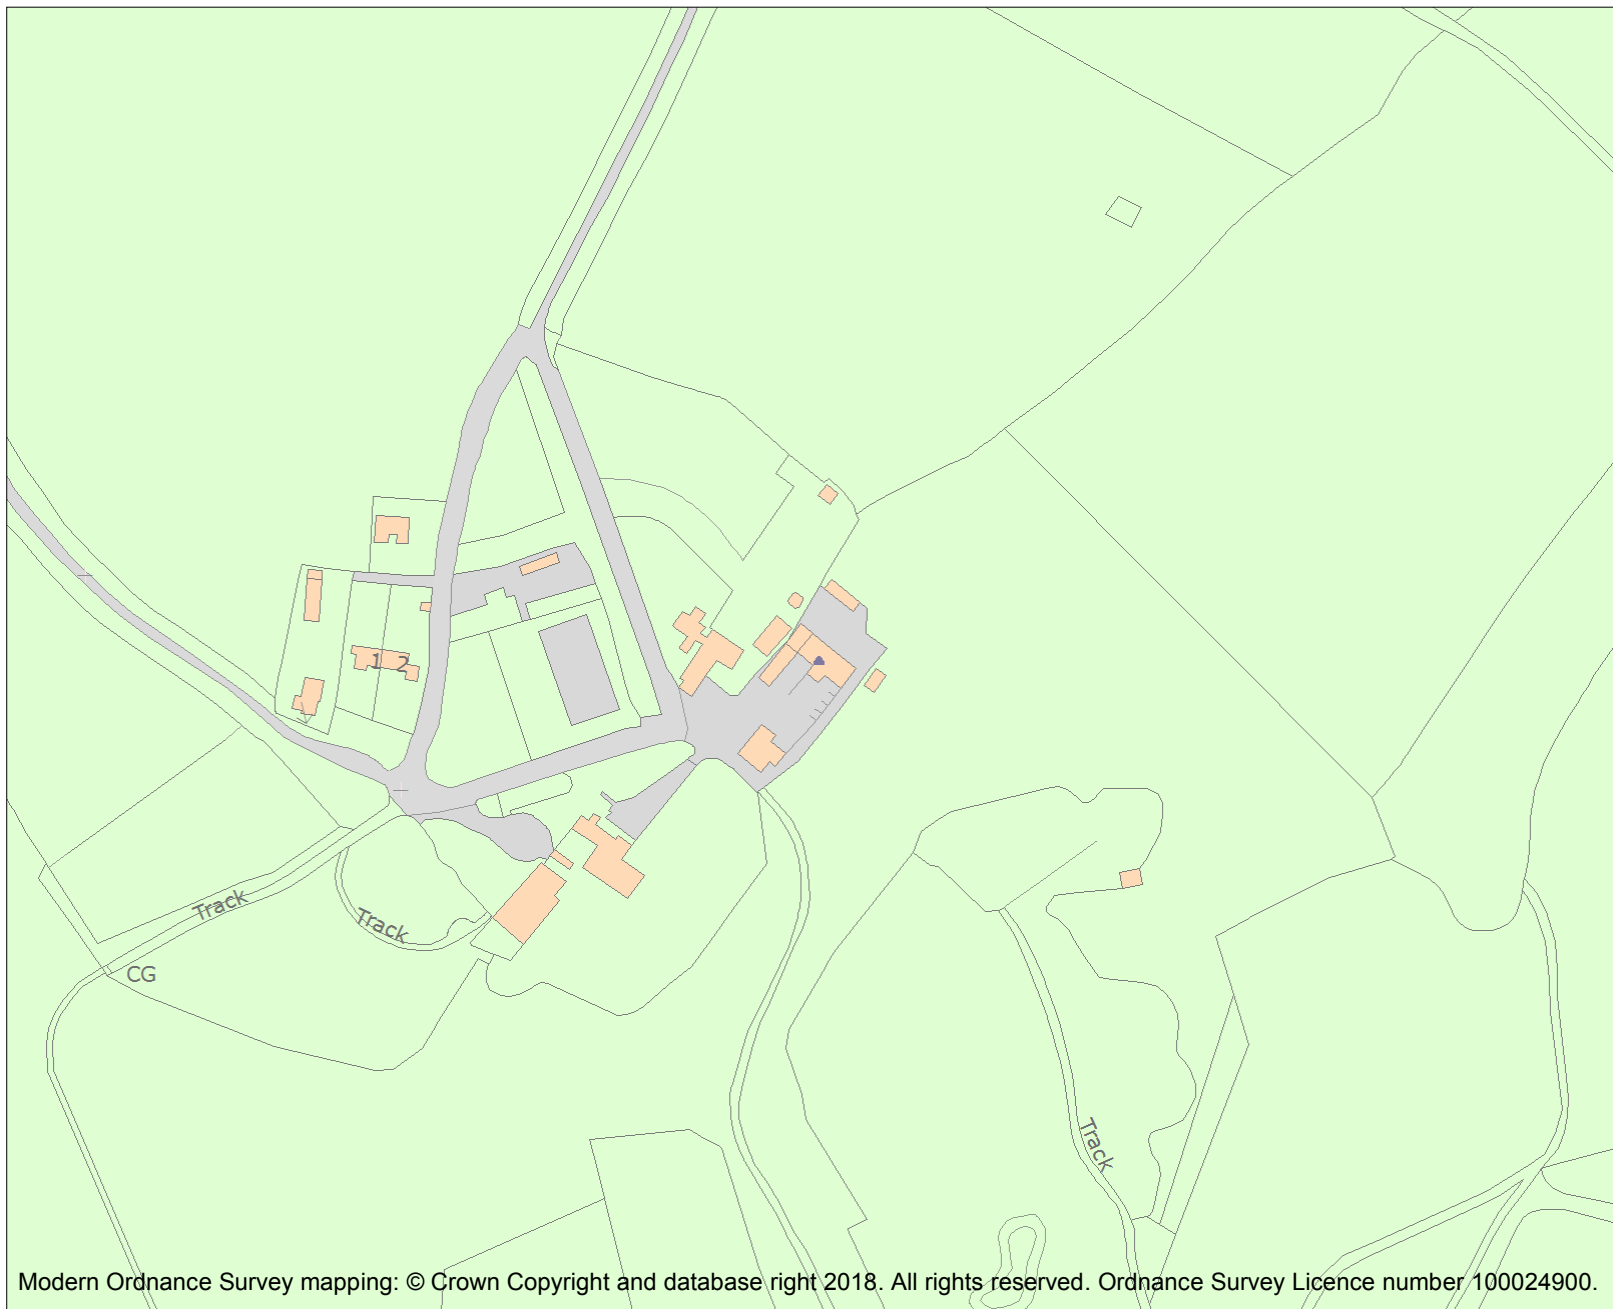 1 2
Track
Track
CG
Track
Modern Ordnance Survey mapping: © Crown Copyright and database right 2018. All rights reserved. Ordnance Survey Licence number 100024900.